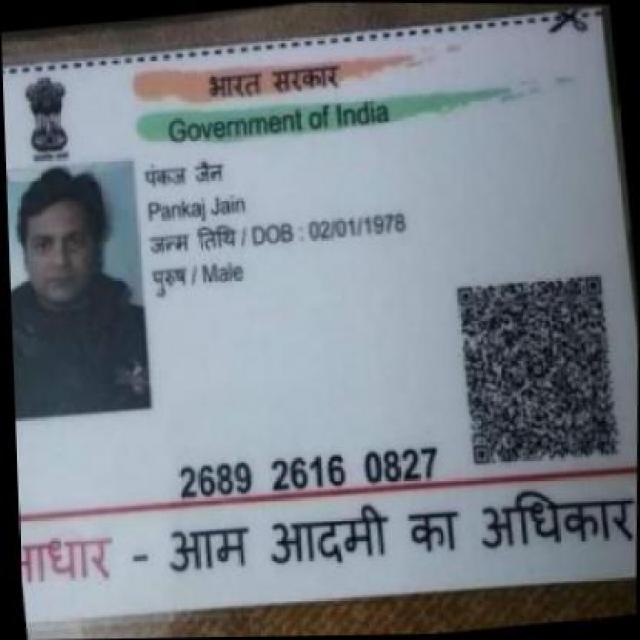 भारत सरकार
Government of India
पंकज जैन
Pankaj Jain
जन्म तिथि / DOB : 02/01/1978
पुरुष / Male
2689 2616 0827
आधार - आम आदमी का अधिकार